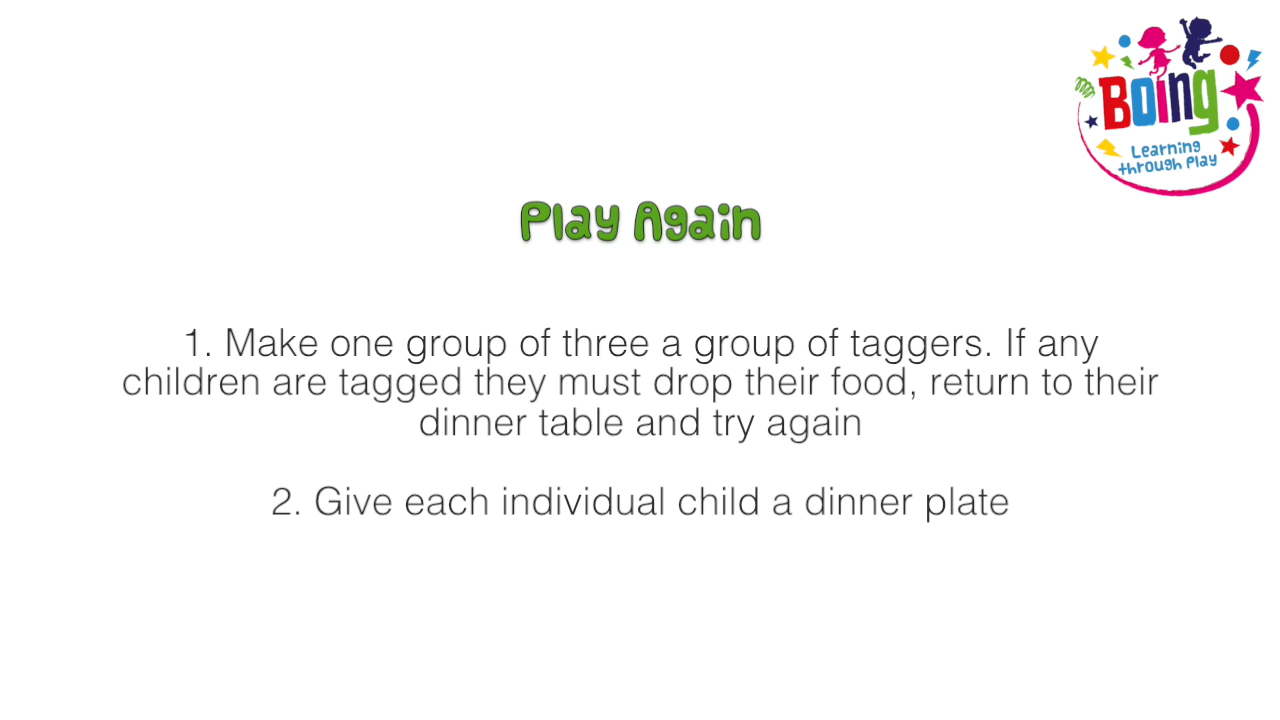 Boing
Learning
through Play
Play Again
1. Make one group of three a group of taggers. If any
children are tagged they must drop their food, return to their
dinner table and try again
2. Give each individual child a dinner plate